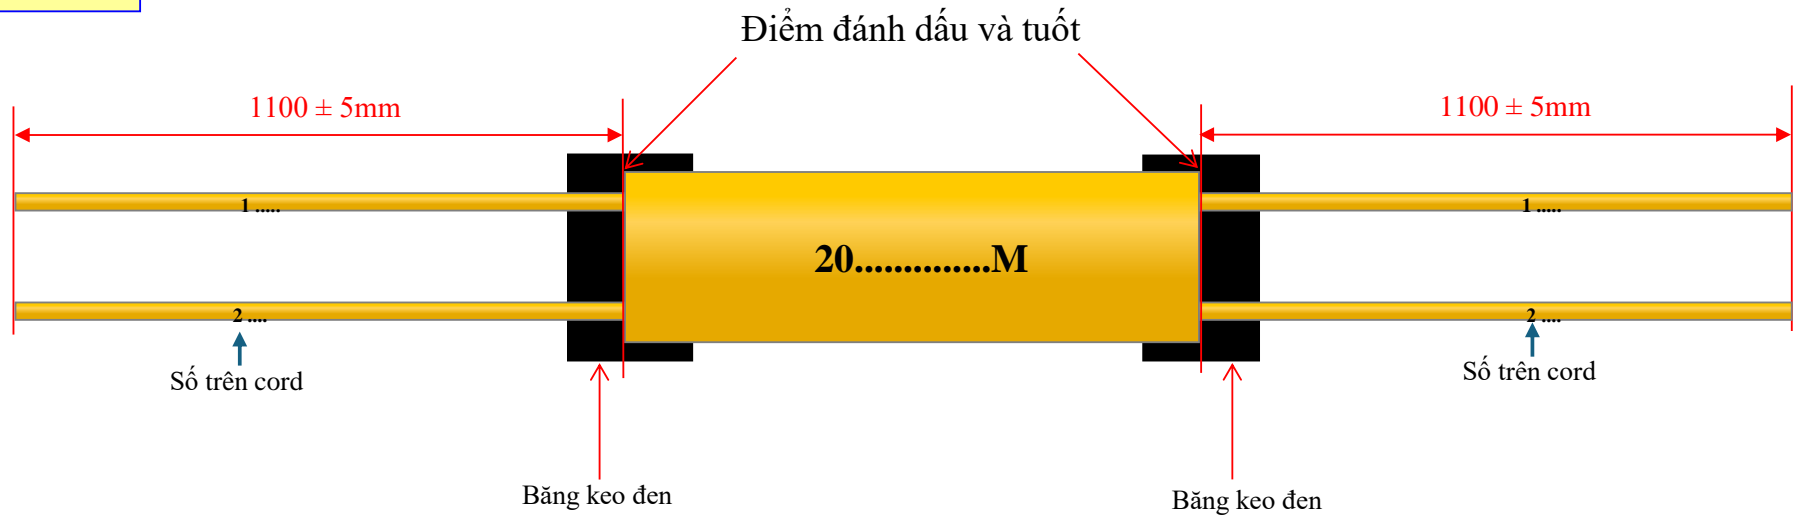 Điểm đánh dấu và tuốt
1100 ± 5mm
1100 ± 5mm
1 .....
1 .....
20..............M
2 ....
2 ....
Số trên cord
Số trên cord
Băng keo đen
Băng keo đen